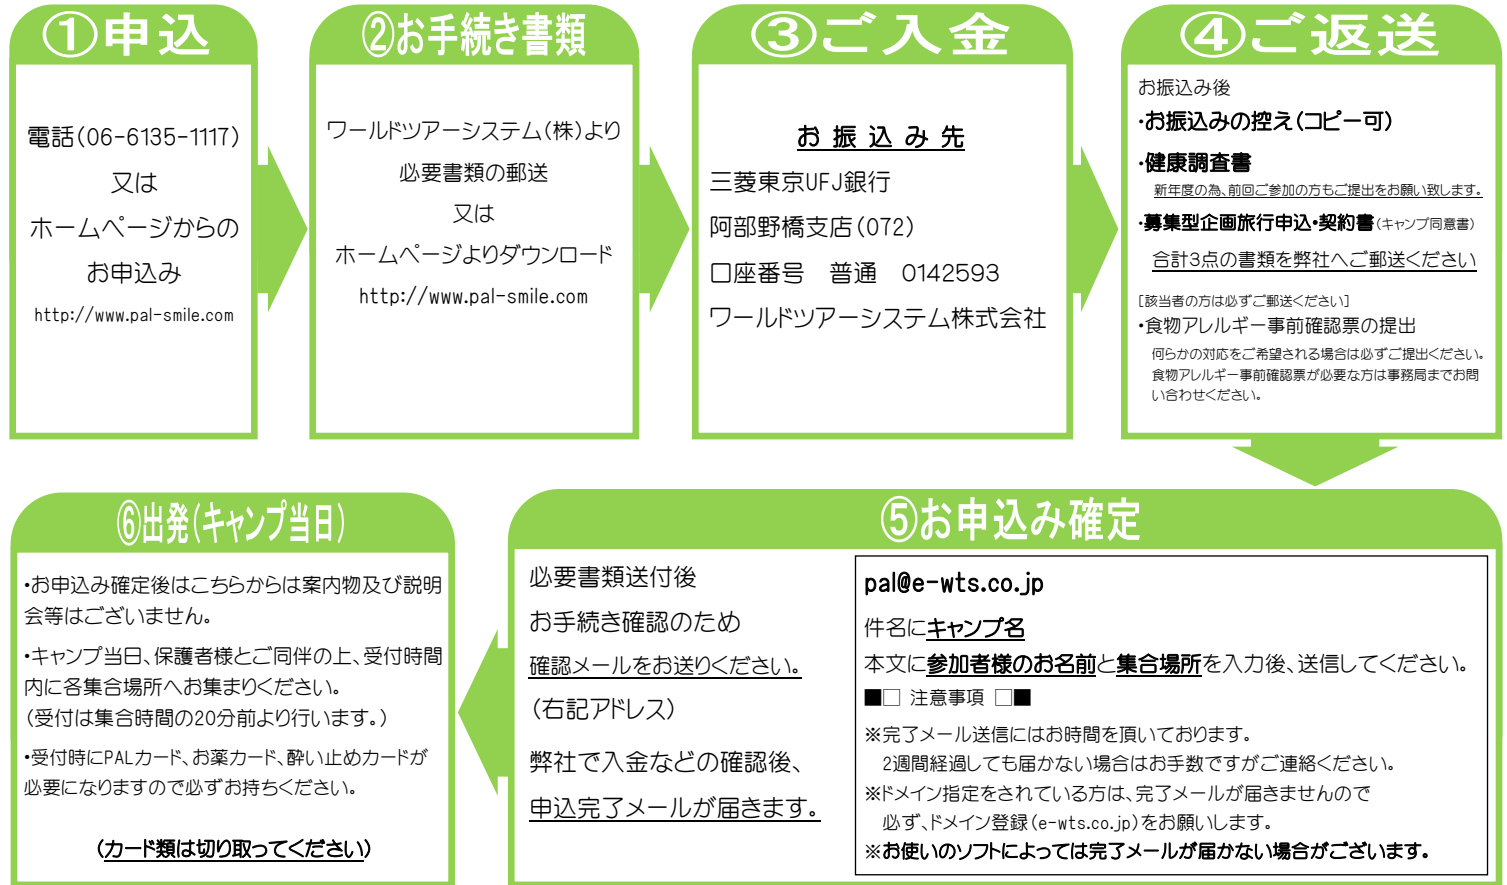 ①申込
電話(06-6135-1117)
又は
ホームページからの
お申込み
http://www.pal-smile.com
②お手続き書類
ワールドツアーシステム(株)より
必要書類の郵送
又は
ホームページよりダウンロード
http://www.pal-smile.com
③ご入金
お振込み先
三菱東京UFJ銀行
阿部野橋支店(072)
口座番号　普通　0142593
ワールドツアーシステム株式会社
④ご返送
お振込み後
・お振込みの控え(コピー可)
・健康調査書
新年度の為、前回ご参加の方もご提出をお願い致します。
・募集型企画旅行申込・契約書(キャンプ同意書)
合計3点の書類を弊社へご郵送ください
[該当者の方は必ずご郵送ください]
・食物アレルギー事前確認票の提出
何らかの対応をご希望される場合は必ずご提出ください。
食物アレルギー事前確認票が必要な方は事務局までお問
い合わせください。
⑤お申込み確定
必要書類送付後
お手続き確認のため
確認メールをお送りください。
(右記アドレス)
弊社で入金などの確認後、
申込完了メールが届きます。
pal@e-wts.co.jp
件名にキャンプ名
本文に参加者様のお名前と集合場所を入力後、送信してください。
■□ 注意事項 □■
※完了メール送信にはお時間を頂いております。
2週間経過しても届かない場合はお手数ですがご連絡ください。
※ドメイン指定をされている方は、完了メールが届きませんので
必ず、ドメイン登録(e-wts.co.jp)をお願いします。
※お使いのソフトによっては完了メールが届かない場合がございます。
⑥出発(キャンプ当日)
・お申込み確定後はこちらからは案内物及び説明
会等はございません。
・キャンプ当日、保護者様とご同伴の上、受付時間
内に各集合場所へお集まりください。
(受付は集合時間の20分前より行います。)
・受付時にPALカード、お薬カード、酔い止めカードが
必要になりますので必ずお持ちください。
(カード類は切り取ってください)